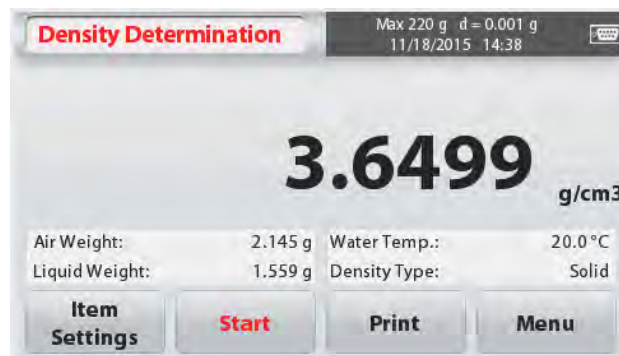 Density Determination
Max 220 g d = 0.001 g
11/18/2015 14:38
3.6499
g/cm3
Air Weight: 2.145 g Water Temp.: 20.0 °C
Liquid Weight: 1.559 g Density Type: Solid
Item
Settings
Start
Print
Menu